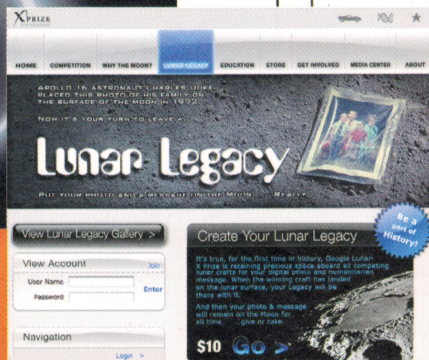 XPRIZE
FOUNDATION
HOME COMPETITION WHY THE MOON? LUNAR LEGACY EDUCATION STORE GET INVOLVED MEDIA CENTER ABOUT
APOLLO 16 ASTRONAUT CHARLES DUKE
PLACED THIS PHOTO OF HIS FAMILY ON
THE SURFACE OF THE MOON IN 1972.
NOW IT'S YOUR TURN TO LEAVE A...
Lunar Legacy
PUT YOUR PHOTO AND A MESSAGE ON THE MOON . . . REALLY.
Be a
part of
History!
View Lunar Legacy Gallery >
View Account Join
User Name
Password
Enter
Navigation
Login >
Create Your Lunar Legacy
It's true, for the first time in history, Google Lunar
X Prize is retaining precious space aboard all competing
lunar crafts for your digital photo and humanitarian
message. When the winning craft has landed
on the lunar surface, your Legacy will be
there with it.
And then your photo & message
will remain on the Moon for
all time. . . . give or take. . .
$10 Go >